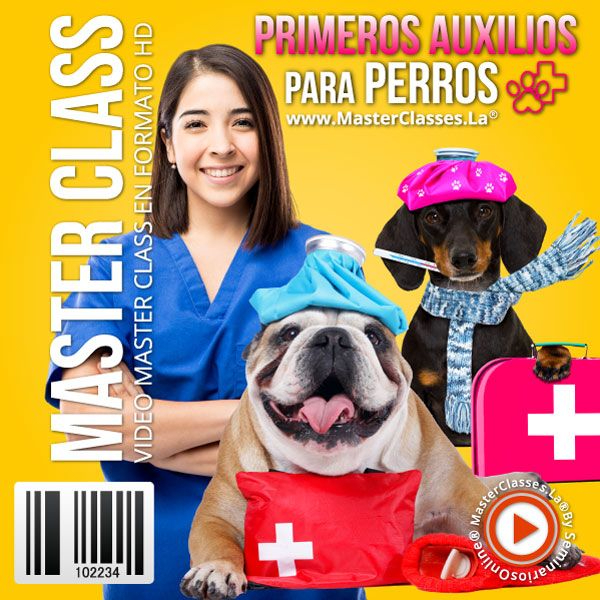 PRIMEROS AUXILIOS
PARA PERROS
www.MasterClasses.La®
MASTER CLASS
VIDEO MASTER CLASS EN FORMATO HD
102234
MasterClasses.La® By SeminariosOnline®